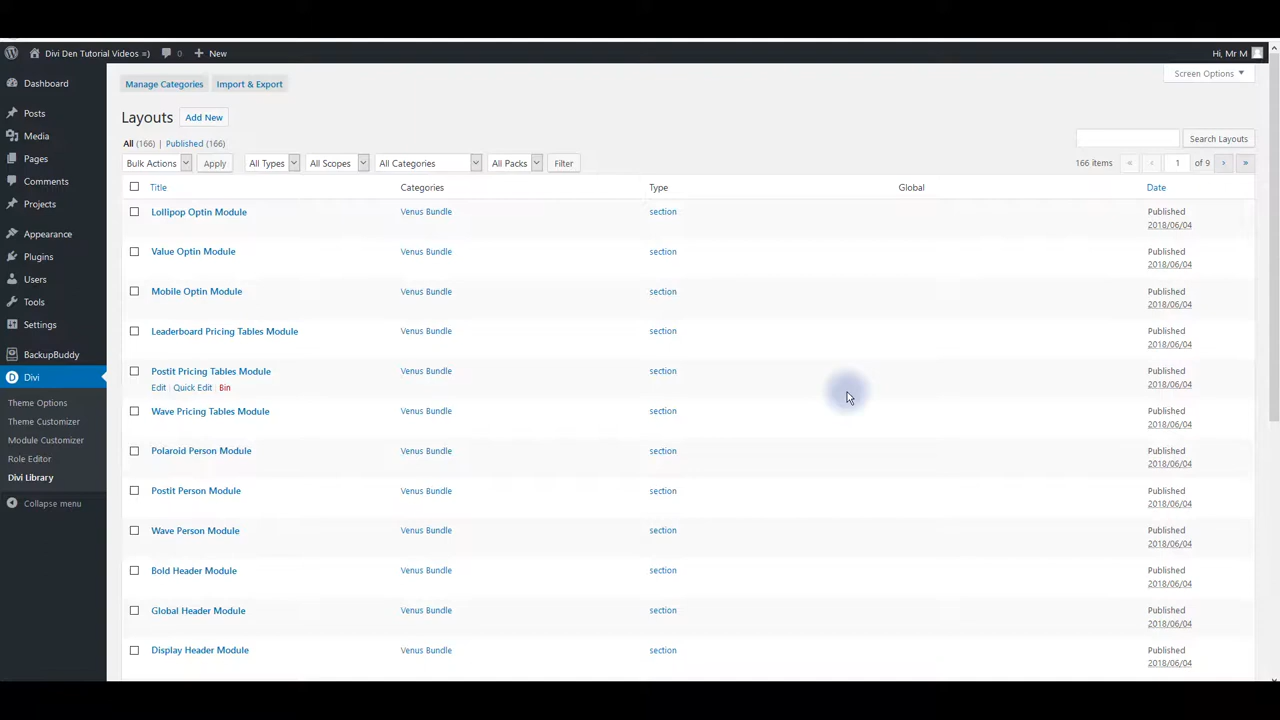 Divi Den Tutorial Videos =) 0 New Hi, Mr M
Screen Options
Dashboard
Posts
Media
Pages
Comments
Projects
Appearance
Plugins
Users
Tools
Settings
BackupBuddy
Divi
Theme Options
Theme Customizer
Module Customizer
Role Editor
Divi Library
Collapse menu
Manage Categories Import & Export
Layouts Add New
All (166) | Published (166)
Search Layouts
Bulk Actions Apply All Types All Scopes All Categories All Packs Filter
166 items « ‹ 1 of 9 › »
Title Categories Type Global Date
Lollipop Optin Module Venus Bundle section Published
2018/06/04
Value Optin Module Venus Bundle section Published
2018/06/04
Mobile Optin Module Venus Bundle section Published
2018/06/04
Leaderboard Pricing Tables Module Venus Bundle section Published
2018/06/04
Postit Pricing Tables Module Venus Bundle section Published
Edit | Quick Edit | Bin 2018/06/04
Wave Pricing Tables Module Venus Bundle section Published
2018/06/04
Polaroid Person Module Venus Bundle section Published
2018/06/04
Postit Person Module Venus Bundle section Published
2018/06/04
Wave Person Module Venus Bundle section Published
2018/06/04
Bold Header Module Venus Bundle section Published
2018/06/04
Global Header Module Venus Bundle section Published
2018/06/04
Display Header Module Venus Bundle section Published
2018/06/04